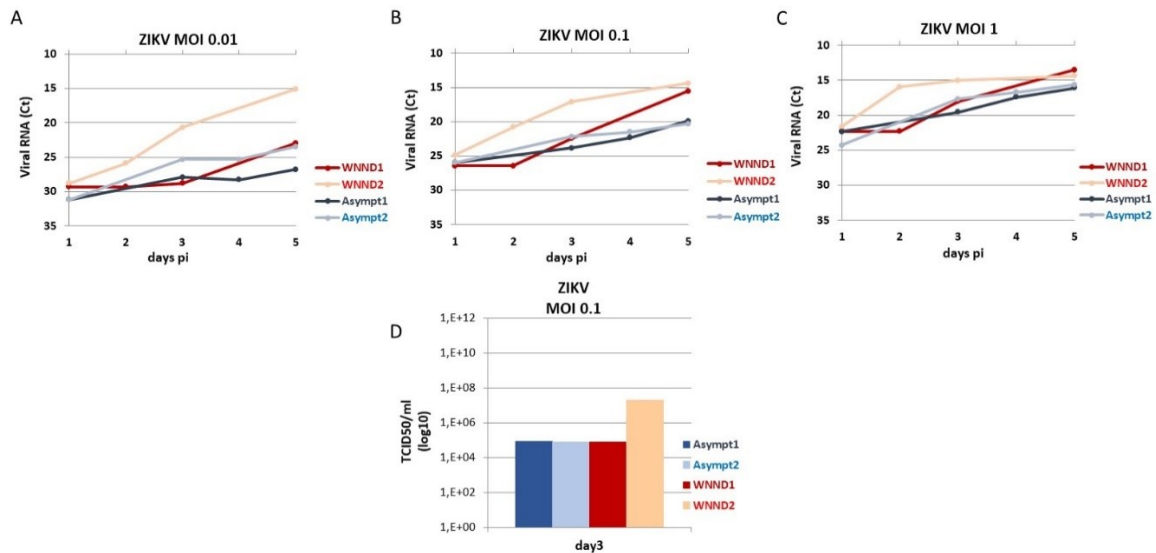 A
ZIKV MOI 0.01
Viral RNA (Ct)
10
15
20
25
30
35
1 2 3 4 5
days pi
WNND1
WNND2
Asympt1
Asympt2
B
ZIKV MOI 0.1
Viral RNA (Ct)
10
15
20
25
30
35
1 2 3 4 5
days pi
WNND1
WNND2
Asympt1
Asympt2
C
ZIKV MOI 1
Viral RNA (Ct)
10
15
20
25
30
35
1 2 3 4 5
days pi
WNND1
WNND2
Asympt1
Asympt2
D
ZIKV
MOI 0.1
TCID50/ml
(log10)
1,E+12
1,E+10
1,E+08
1,E+06
1,E+04
1,E+02
1,E+00
day3
Asympt1
Asympt2
WNND1
WNND2